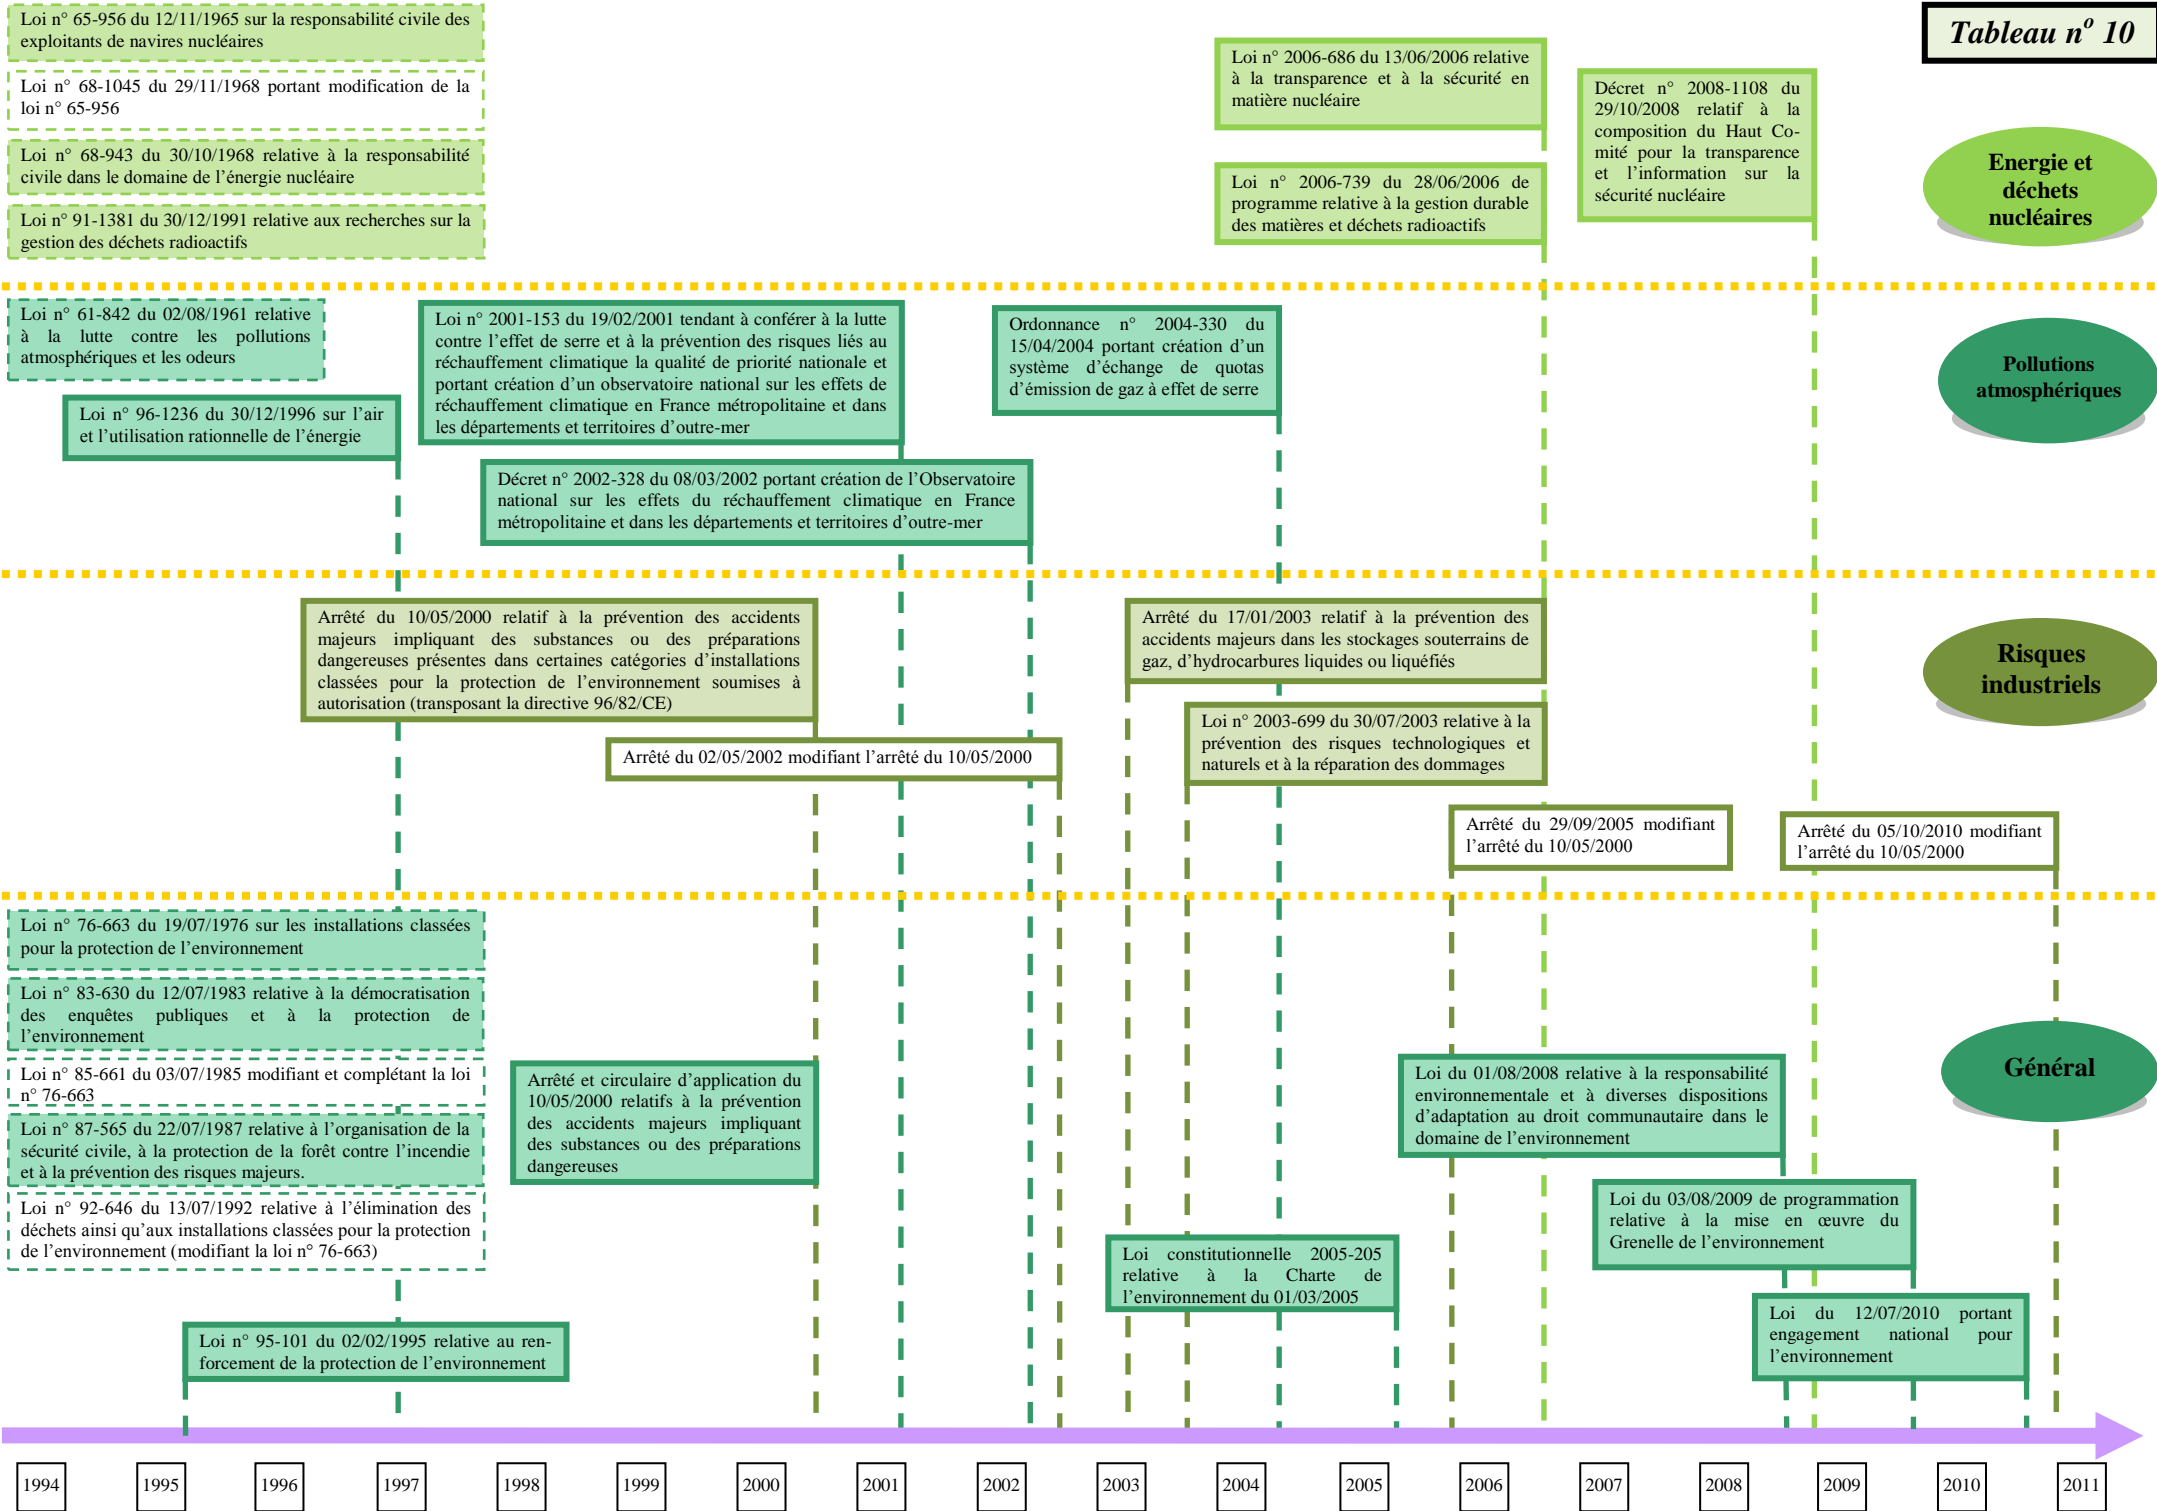 Tableau nº 10
Loi n° 65-956 du 12/11/1965 sur la responsabilité civile des
exploitants de navires nucléaires
Loi n° 68-1045 du 29/11/1968 portant modification de la
loi n° 65-956
Loi n° 68-943 du 30/10/1968 relative à la responsabilité
civile dans le domaine de l’énergie nucléaire
Loi n° 91-1381 du 30/12/1991 relative aux recherches sur la
gestion des déchets radioactifs
Loi n° 2006-686 du 13/06/2006 relative
à la transparence et à la sécurité en
matière nucléaire
Loi n° 2006-739 du 28/06/2006 de
programme relative à la gestion durable
des matières et déchets radioactifs
Décret n° 2008-1108 du
29/10/2008 relatif à la
composition du Haut Co-
mité pour la transparence
et l’information sur la
sécurité nucléaire
Energie et
déchets
nucléaires
Loi n° 61-842 du 02/08/1961 relative
à la lutte contre les pollutions
atmosphériques et les odeurs
Loi n° 96-1236 du 30/12/1996 sur l’air
et l’utilisation rationnelle de l’énergie
Loi n° 2001-153 du 19/02/2001 tendant à conférer à la lutte
contre l’effet de serre et à la prévention des risques liés au
réchauffement climatique la qualité de priorité nationale et
portant création d’un observatoire national sur les effets de
réchauffement climatique en France métropolitaine et dans
les départements et territoires d’outre-mer
Décret n° 2002-328 du 08/03/2002 portant création de l’Observatoire
national sur les effets du réchauffement climatique en France
métropolitaine et dans les départements et territoires d’outre-mer
Ordonnance n° 2004-330 du
15/04/2004 portant création d’un
système d’échange de quotas
d’émission de gaz à effet de serre
Pollutions
atmosphériques
Arrêté du 10/05/2000 relatif à la prévention des accidents
majeurs impliquant des substances ou des préparations
dangereuses présentes dans certaines catégories d’installations
classées pour la protection de l’environnement soumises à
autorisation (transposant la directive 96/82/CE)
Arrêté du 02/05/2002 modifiant l’arrêté du 10/05/2000
Arrêté du 17/01/2003 relatif à la prévention des
accidents majeurs dans les stockages souterrains de
gaz, d’hydrocarbures liquides ou liquéfiés
Loi n° 2003-699 du 30/07/2003 relative à la
prévention des risques technologiques et
naturels et à la réparation des dommages
Arrêté du 29/09/2005 modifiant
l’arrêté du 10/05/2000
Arrêté du 05/10/2010 modifiant
l’arrêté du 10/05/2000
Risques
industriels
Loi n° 76-663 du 19/07/1976 sur les installations classées
pour la protection de l’environnement
Loi n° 83-630 du 12/07/1983 relative à la démocratisation
des enquêtes publiques et à la protection de
l’environnement
Loi n° 85-661 du 03/07/1985 modifiant et complétant la loi
n° 76-663
Loi n° 87-565 du 22/07/1987 relative à l’organisation de la
sécurité civile, à la protection de la forêt contre l’incendie
et à la prévention des risques majeurs.
Loi n° 92-646 du 13/07/1992 relative à l’élimination des
déchets ainsi qu’aux installations classées pour la protection
de l’environnement (modifiant la loi n° 76-663)
Loi n° 95-101 du 02/02/1995 relative au ren-
forcement de la protection de l’environnement
Arrêté et circulaire d’application du
10/05/2000 relatifs à la prévention
des accidents majeurs impliquant
des substances ou des préparations
dangereuses
Loi constitutionnelle 2005-205
relative à la Charte de
l’environnement du 01/03/2005
Loi du 01/08/2008 relative à la responsabilité
environnementale et à diverses dispositions
d’adaptation au droit communautaire dans le
domaine de l’environnement
Loi du 03/08/2009 de programmation
relative à la mise en œuvre du
Grenelle de l’environnement
Loi du 12/07/2010 portant
engagement national pour
l’environnement
Général
1994 1995 1996 1997 1998 1999 2000 2001 2002 2003 2004 2005 2006 2007 2008 2009 2010 2011